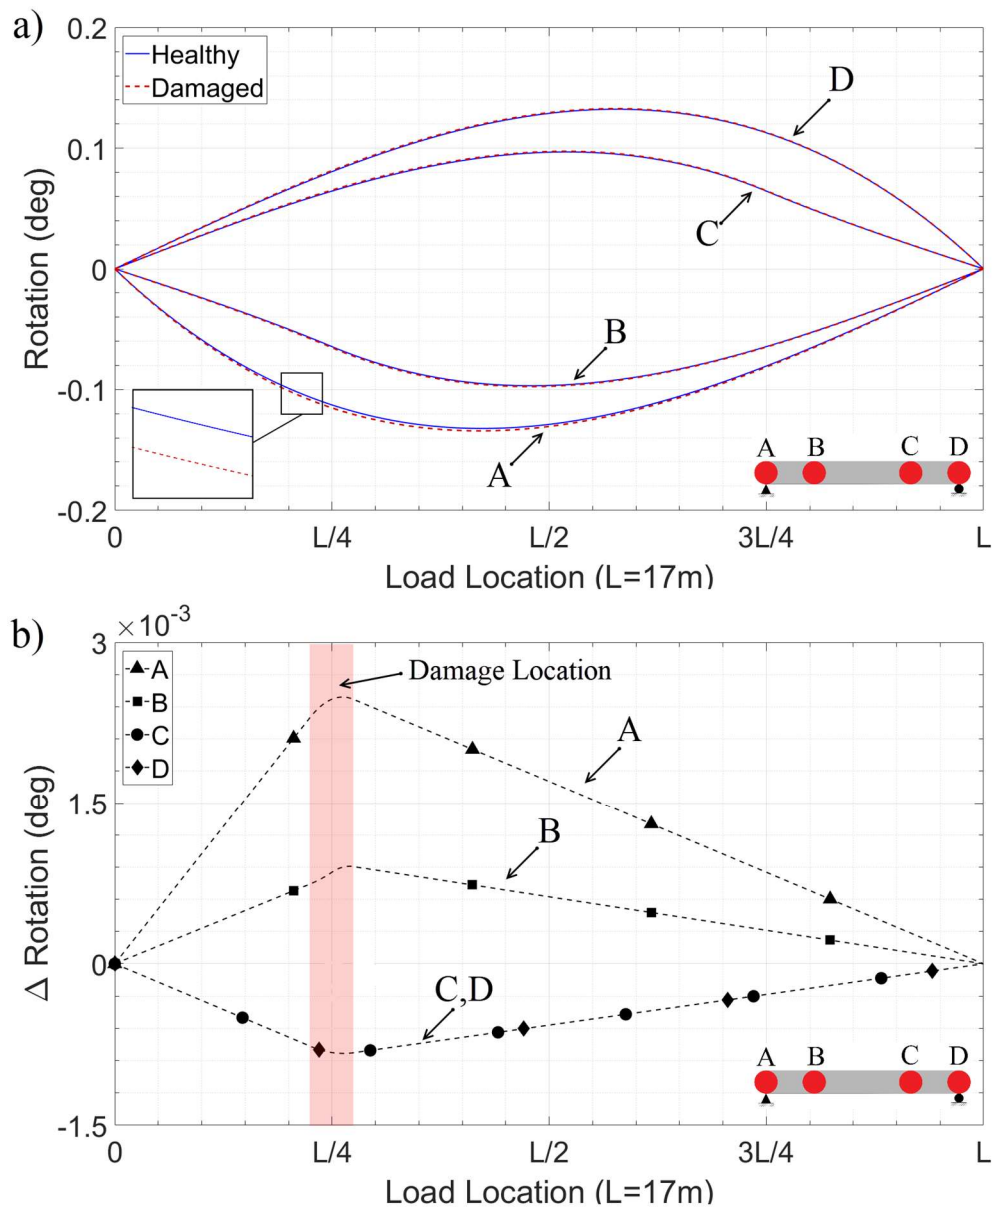 a)
0.2
Healthy
Damaged
D
0.1
C
Rotation (deg)
0
B
-0.1
A
A B C D
-0.2
0 L/4 L/2 3L/4 L
Load Location (L=17m)
b)
×10-3
3
A
B
C
D
Damage Location
A
1.5
B
Δ Rotation (deg)
0
C,D
A B C D
-1.5
0 L/4 L/2 3L/4 L
Load Location (L=17m)